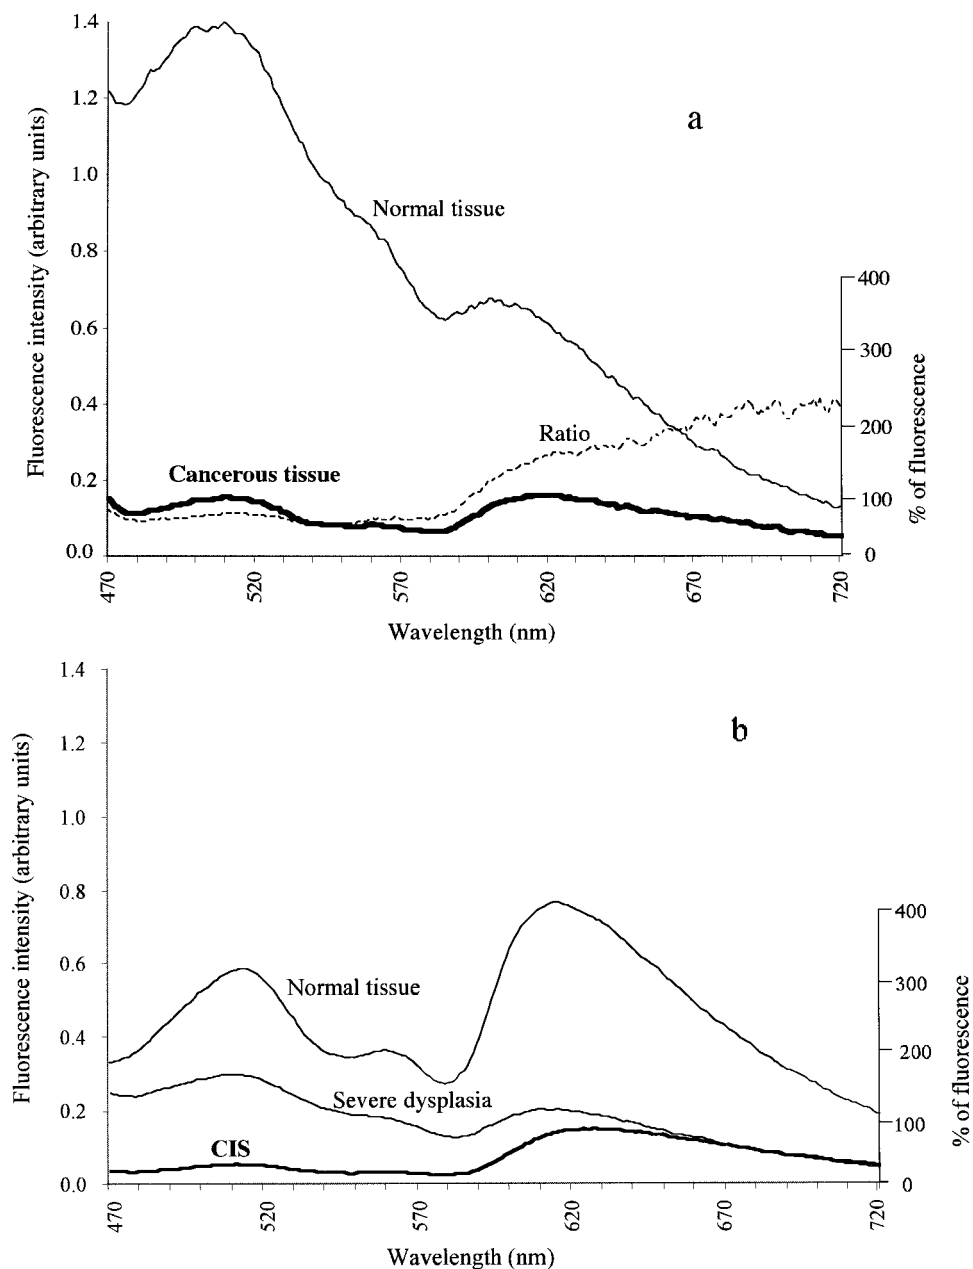 1.4
1.2
1.0
0.8
0.6
0.4
0.2
0.0
Fluorescence intensity (arbitrary units)
a
Normal tissue
Ratio
Cancerous tissue
400
300
200
100
0
% of fluorescence
470
520
570
620
670
720
Wavelength (nm)
1.4
1.2
1.0
0.8
0.6
0.4
0.2
0.0
Fluorescence intensity (arbitrary units)
b
Normal tissue
Severe dysplasia
CIS
400
300
200
100
0
% of fluorescence
470
520
620
670
720
Wavelength (nm)